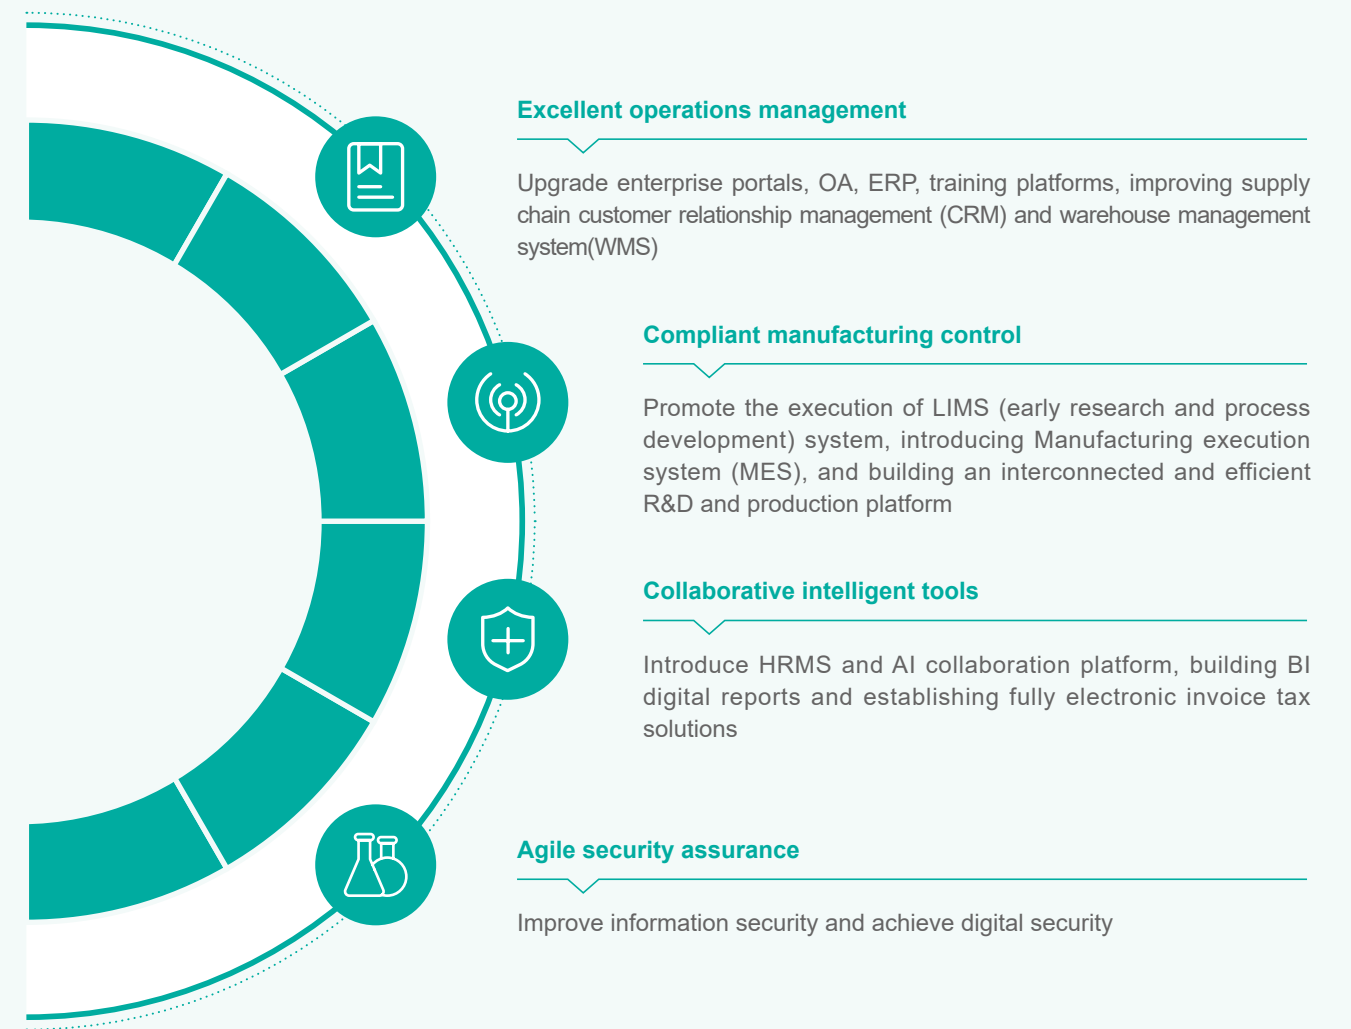 Excellent operations management
Upgrade enterprise portals, OA, ERP, training platforms, improving supply
chain customer relationship management (CRM) and warehouse management
system(WMS)
Compliant manufacturing control
Promote the execution of LIMS (early research and process
development) system, introducing Manufacturing execution
system (MES), and building an interconnected and efficient
R&D and production platform
Collaborative intelligent tools
Introduce HRMS and AI collaboration platform, building BI
digital reports and establishing fully electronic invoice tax
solutions
Agile security assurance
Improve information security and achieve digital security